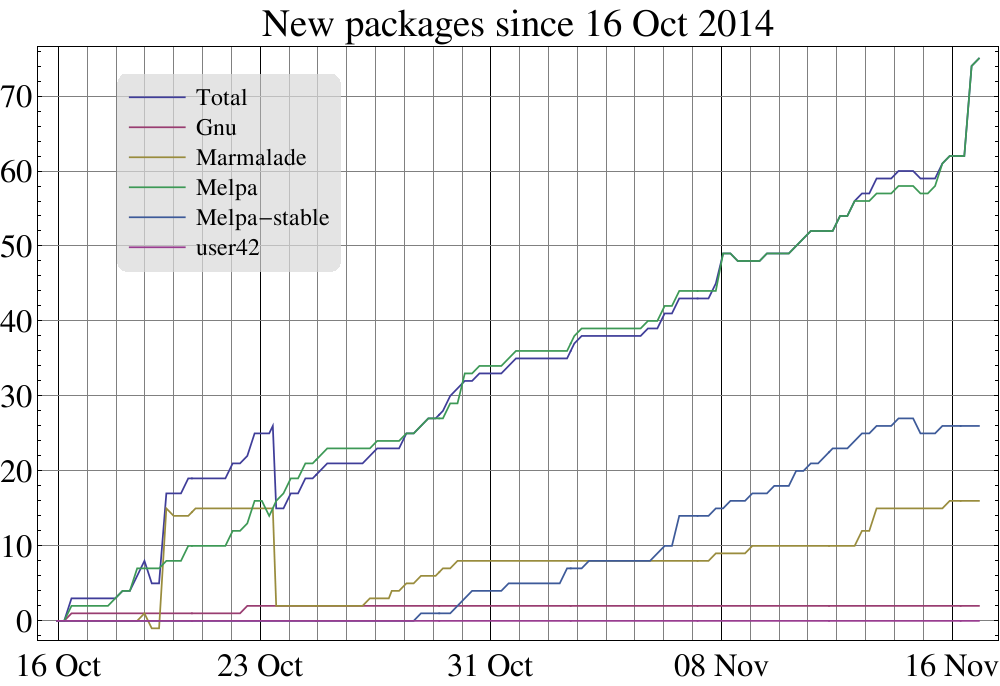 New packages since 16 Oct 2014
70
60
50
40
30
20
10
0
Total
Gnu
Marmalade
Melpa
Melpa−stable
user42
16 Oct
23 Oct
31 Oct
08 Nov
16 Nov